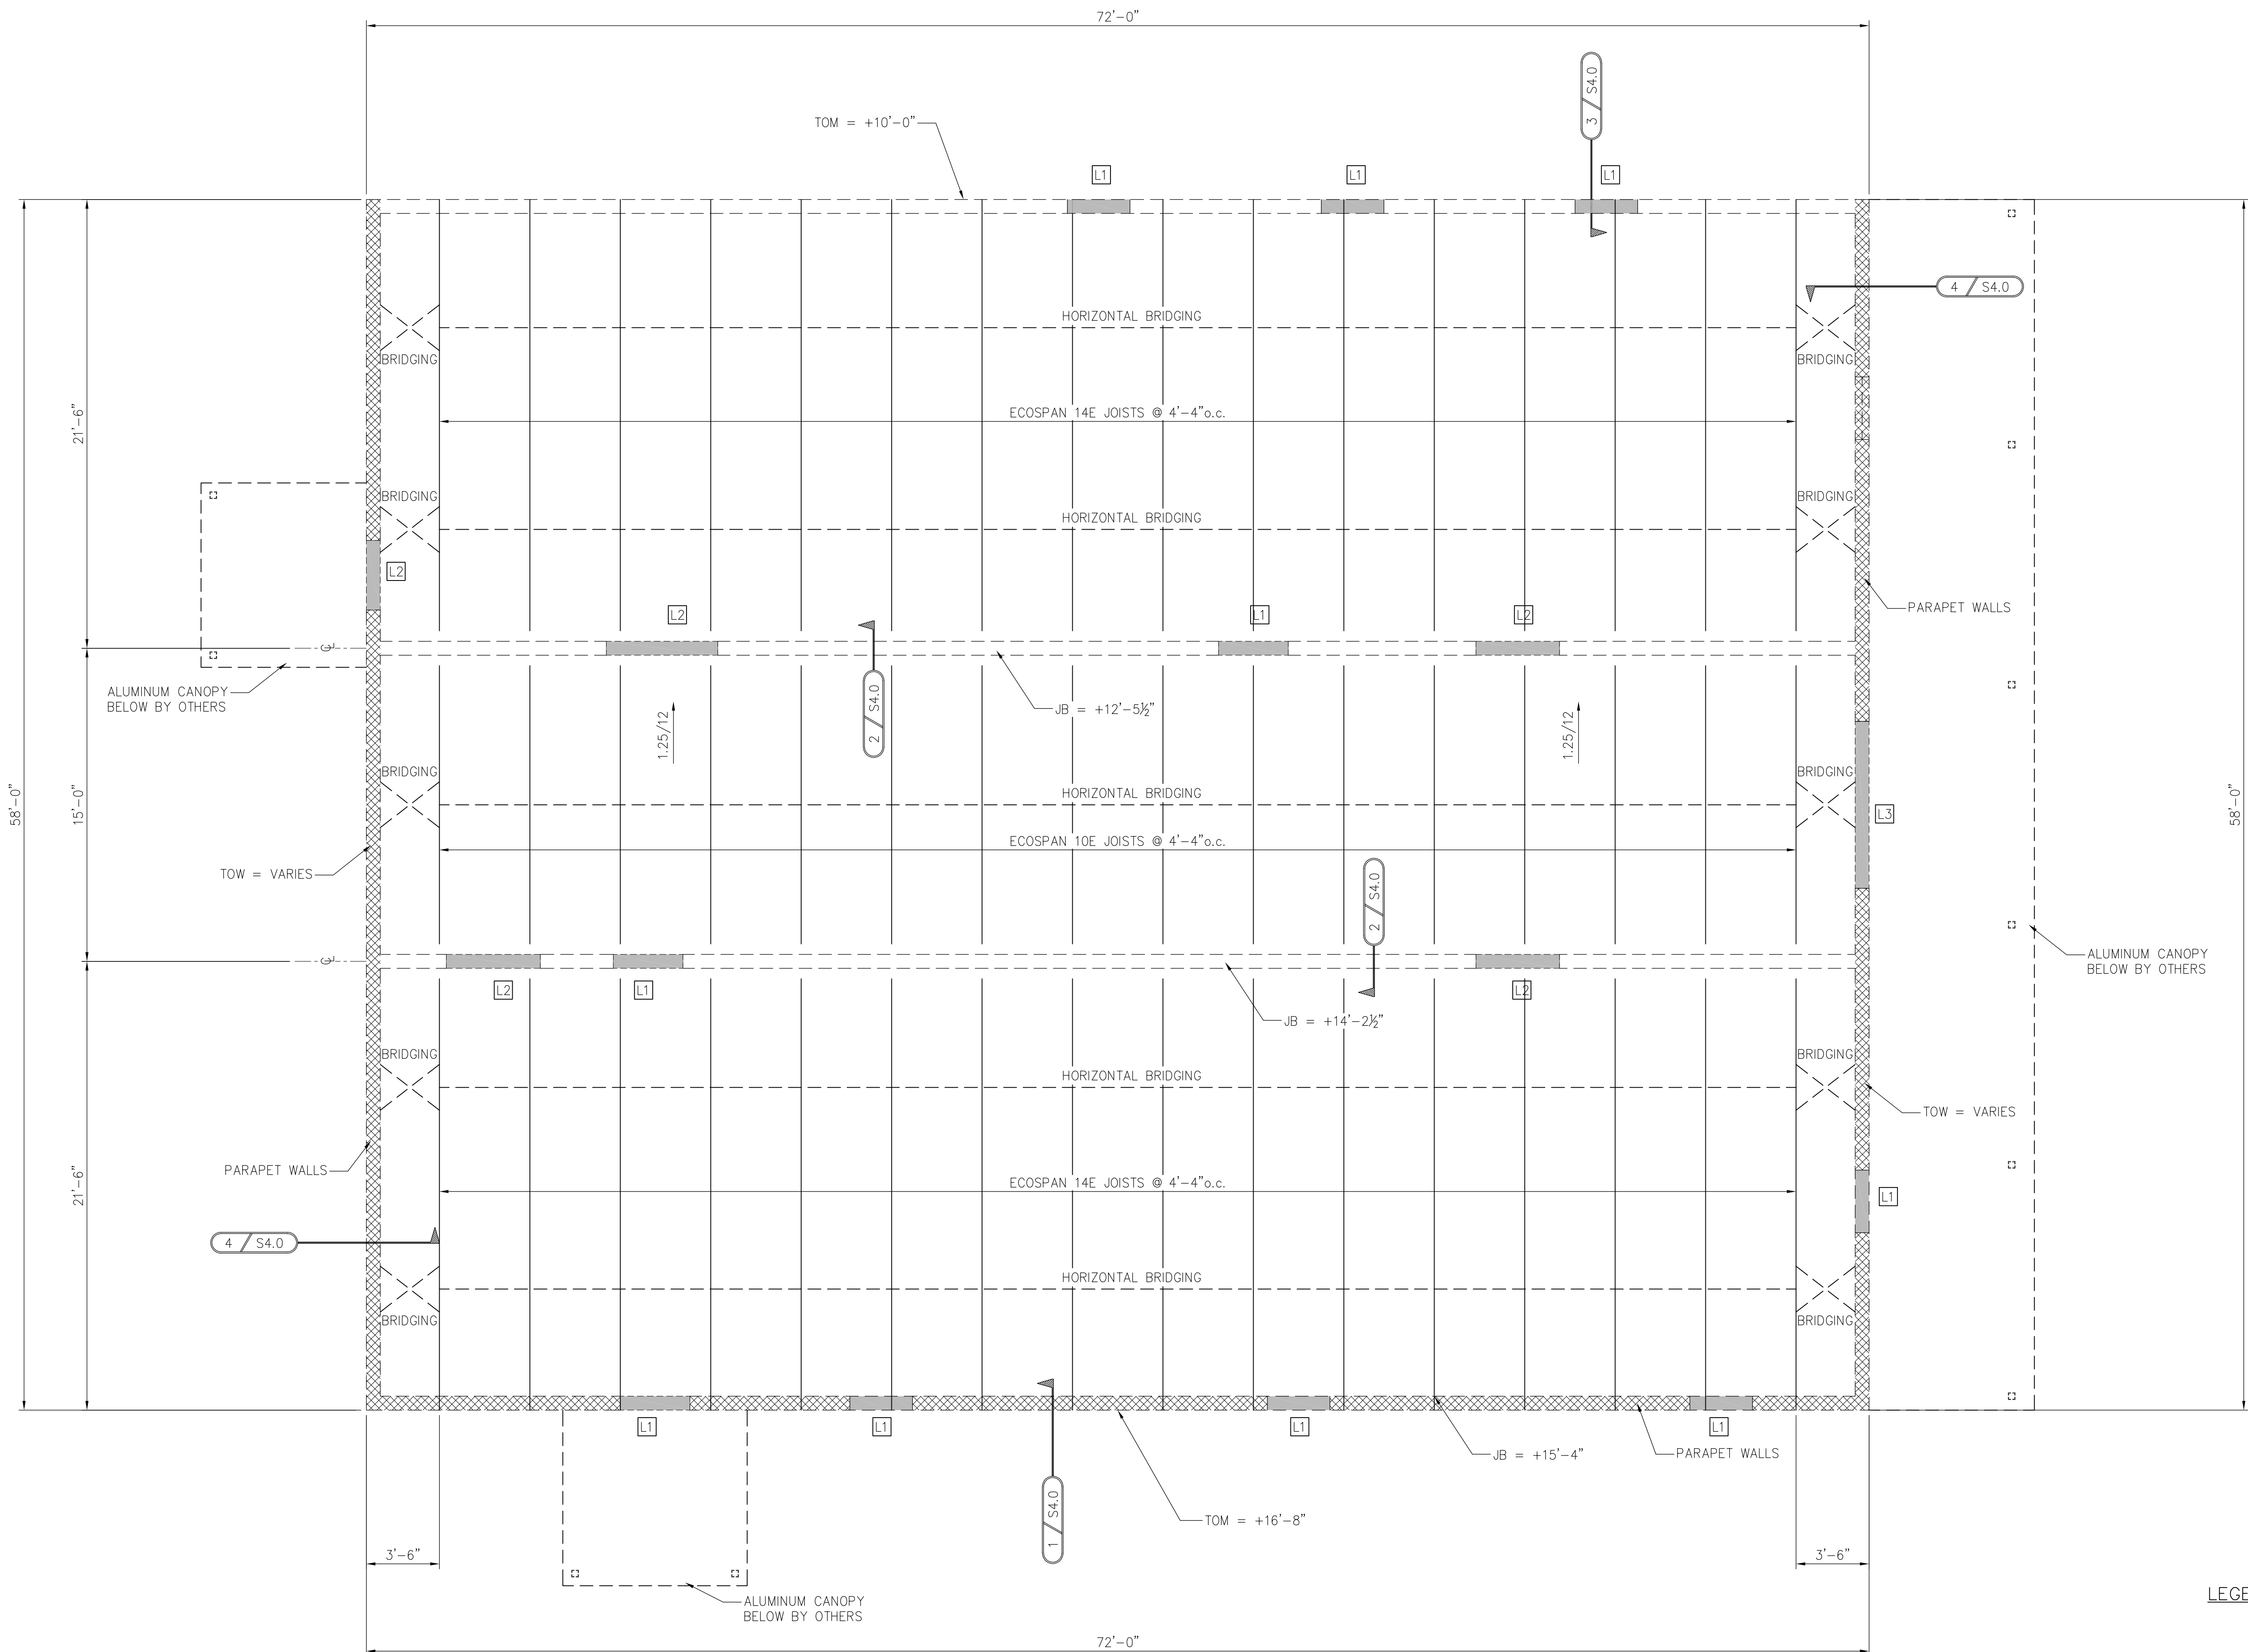 72'-0"
3 / S4.0
TOM = +10'-0"
L1
L1
L1
4 / S4.0
HORIZONTAL BRIDGING
BRIDGING
BRIDGING
21'-6"
ECOSPAN 14E JOISTS @ 4'-4"o.c.
BRIDGING
BRIDGING
HORIZONTAL BRIDGING
L2
L2
L1
L2
PARAPET WALLS
℄
ALUMINUM CANOPY
BELOW BY OTHERS
2 / S4.0
JB = +12'-5½"
1.25/12
1.25/12
58'-0"
15'-0"
58'-0"
BRIDGING
BRIDGING
HORIZONTAL BRIDGING
L3
ECOSPAN 10E JOISTS @ 4'-4"o.c.
TOW = VARIES
2 / S4.0
℄
ALUMINUM CANOPY
BELOW BY OTHERS
L2
L1
L2
JB = +14'-2½"
BRIDGING
BRIDGING
HORIZONTAL BRIDGING
TOW = VARIES
PARAPET WALLS
21'-6"
ECOSPAN 14E JOISTS @ 4'-4"o.c.
L1
4 / S4.0
HORIZONTAL BRIDGING
BRIDGING
BRIDGING
L1
L1
L1
L1
JB = +15'-4"
PARAPET WALLS
1 / S4.0
TOM = +16'-8"
3'-6"
3'-6"
ALUMINUM CANOPY
BELOW BY OTHERS
LEGE
72'-0"